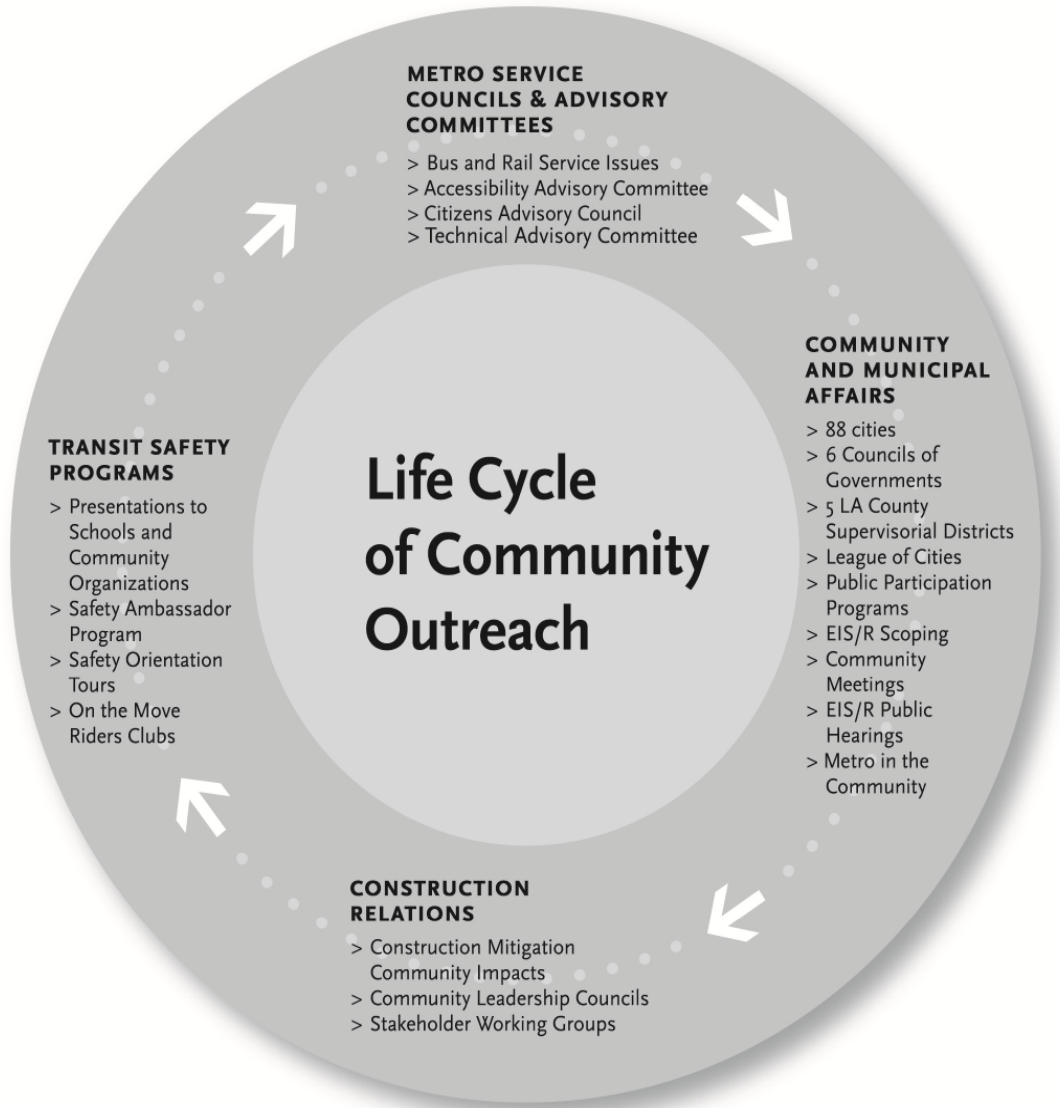 METRO SERVICE
COUNCILS & ADVISORY
COMMITTEES
> Bus and Rail Service Issues
> Accessibility Advisory Committee
> Citizens Advisory Council
> Technical Advisory Committee
COMMUNITY
AND MUNICIPAL
AFFAIRS
> 88 cities
> 6 Councils of
Governments
> 5 LA County
Supervisorial Districts
> League of Cities
> Public Participation
Programs
> EIS/R Scoping
> Community
Meetings
> EIS/R Public
Hearings
> Metro in the
Community
CONSTRUCTION
RELATIONS
> Construction Mitigation
Community Impacts
> Community Leadership Councils
> Stakeholder Working Groups
TRANSIT SAFETY
PROGRAMS
> Presentations to
Schools and
Community
Organizations
> Safety Ambassador
Program
> Safety Orientation
Tours
> On the Move
Riders Clubs
Life Cycle
of Community
Outreach